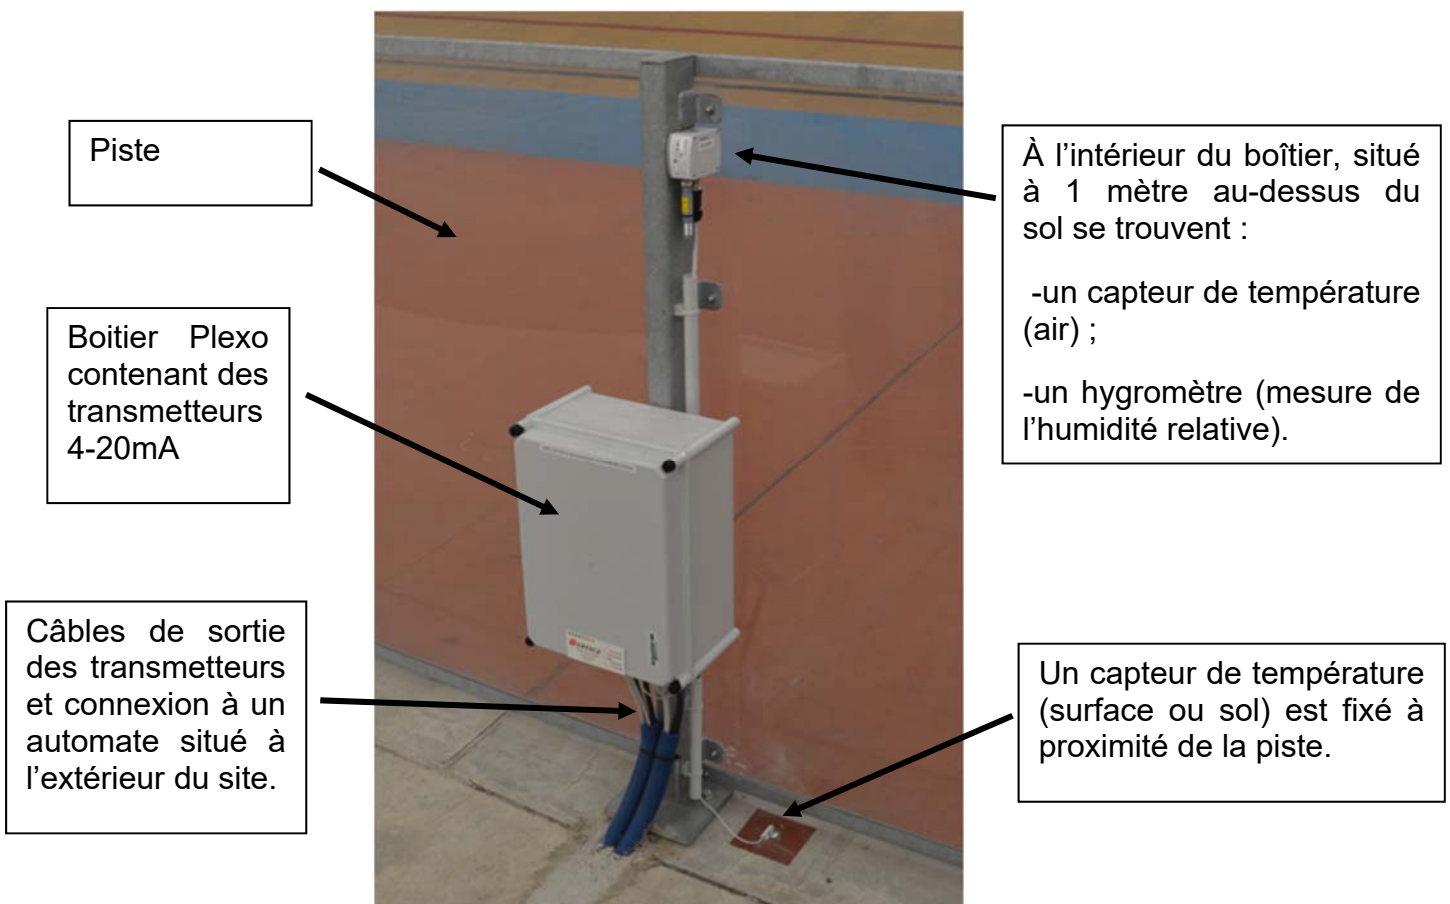 Piste
Boitier Plexo
contenant des
transmetteurs
4-20mA
Câbles de sortie
des transmetteurs
et connexion à un
automate situé à
l’extérieur du site.
À l’intérieur du boîtier, situé
à 1 mètre au-dessus du
sol se trouvent :
-un capteur de température
(air) ;
-un hygromètre (mesure de
l’humidité relative).
Un capteur de température
(surface ou sol) est fixé à
proximité de la piste.